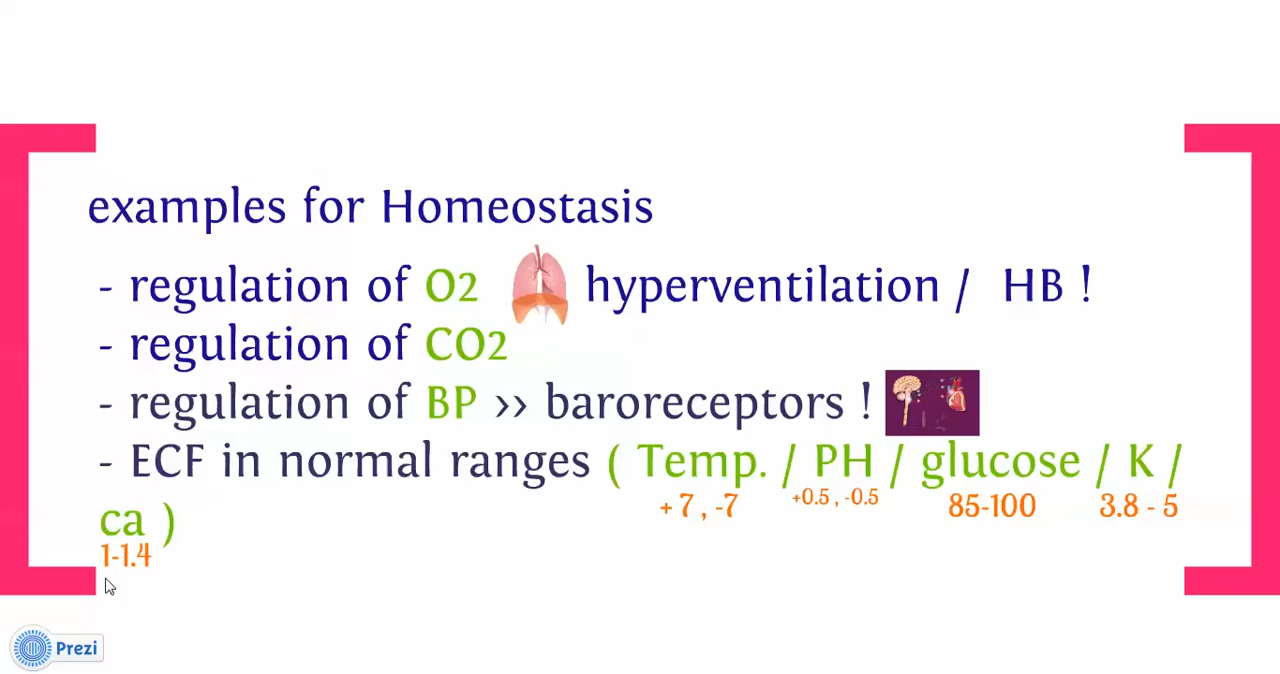 examples for Homeostasis
- regulation of O2 hyperventilation / HB !
- regulation of CO2
- regulation of BP >> baroreceptors !
- ECF in normal ranges ( Temp. / PH / glucose / K /
+ 7 , -7 +0.5 , -0.5 85-100 3.8 - 5
ca )
1-1.4
Prezi